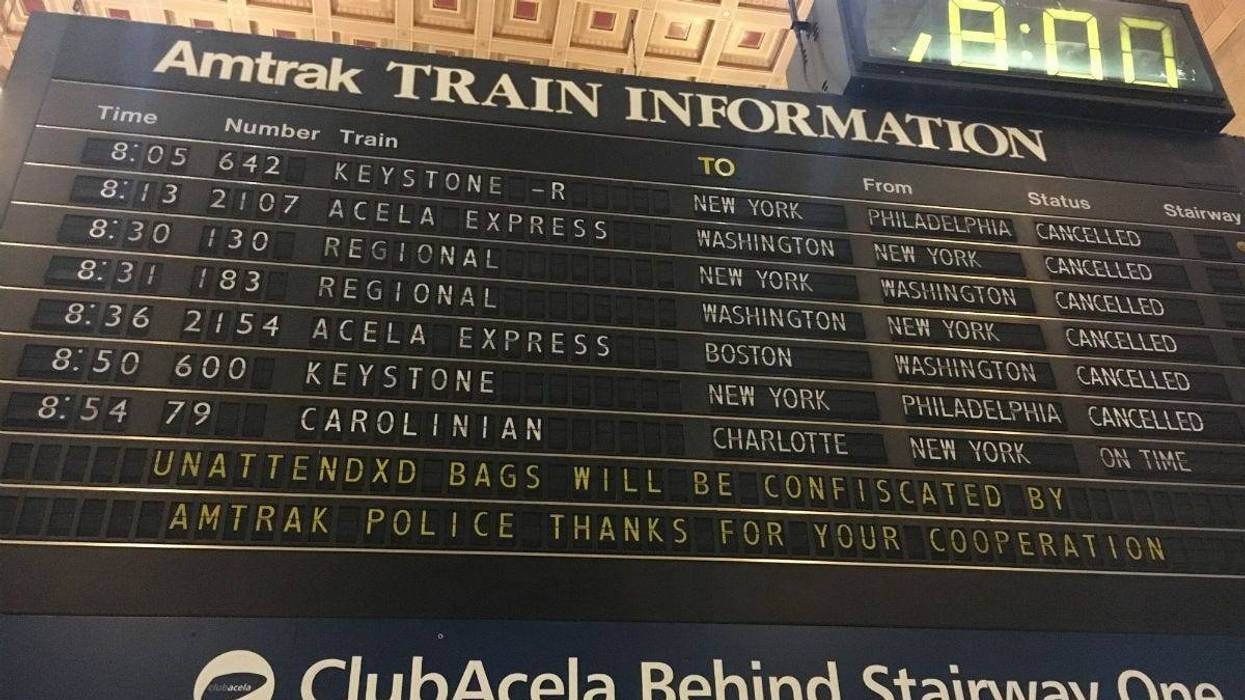 8:00
Amtrak TRAIN INFORMATION
Time Number Train TO From Status Stairway
8:05 642 KEYSTONE -R NEW YORK PHILADELPHIA CANCELLED
8:13 2107 ACELA EXPRESS WASHINGTON NEW YORK CANCELLED
8:30 130 REGIONAL NEW YORK WASHINGTON CANCELLED
8:31 183 REGIONAL WASHINGTON NEW YORK CANCELLED
8:36 2154 ACELA EXPRESS BOSTON WASHINGTON CANCELLED
8:50 600 KEYSTONE NEW YORK PHILADELPHIA CANCELLED
8:54 79 CAROLINIAN CHARLOTTE NEW YORK ON TIME
UNATTENDXD BAGS WILL BE CONFISCATED BY
AMTRAK POLICE THANKS FOR YOUR COOPERATION
clubacela ClubAcela Behind Stairway One